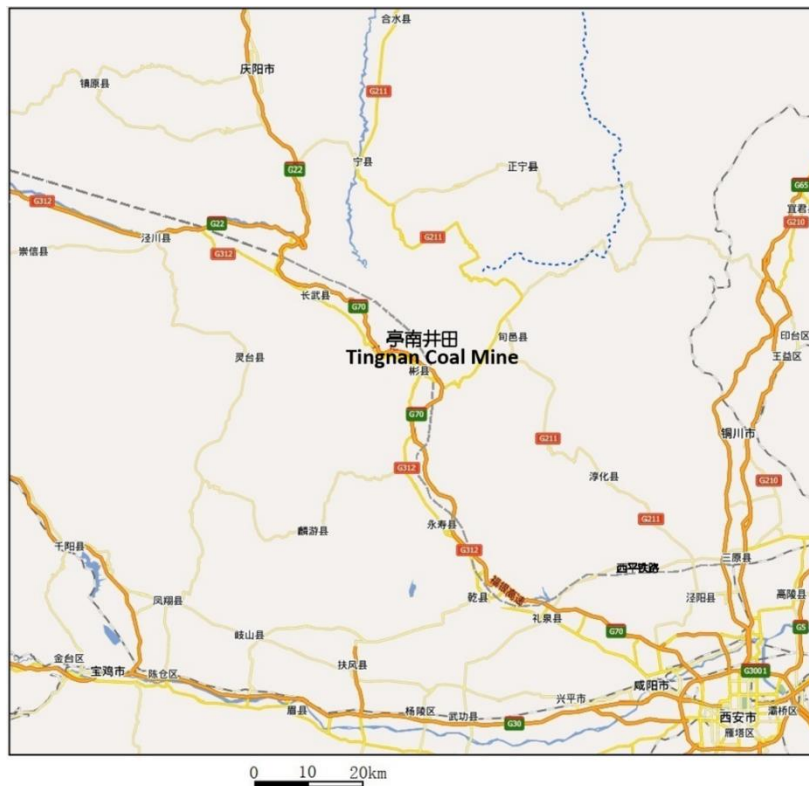 合水县
庆阳市
镇原县
G211
宁县
正宁县
G22
G65
宜君
G210
G312
G22
泾川县
崇信县
G312
G211
长武县
G70
亭南井田
Tingnan Coal Mine
旬邑县
印台区
王益区
灵台县
彬县
G70
铜川市
G211
G312
淳化县
G210
麟游县
永寿县
G211
千阳县
G312
三原县
西平铁路
福银高速
凤翔县
乾县
泾阳县
高陵县
礼泉县
G70
G5
岐山县
金台区
宝鸡市
陈仓区
扶风县
咸阳市
G3001
眉县
杨陵区
武功县
兴平市
G30
西安市
灞桥区
雁塔区
0 10 20km